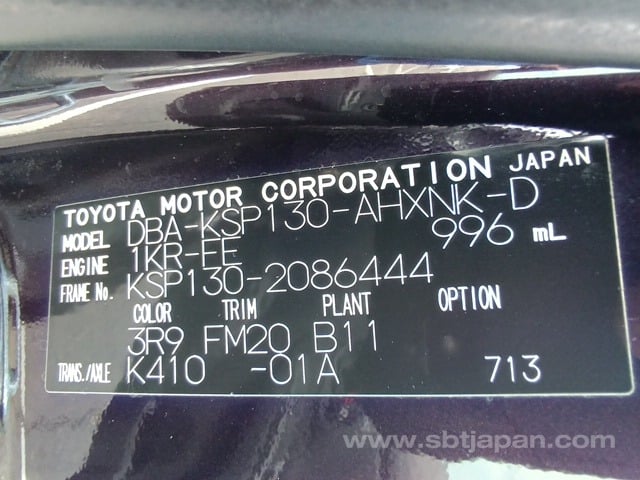 TOYOTA MOTOR CORPORATION JAPAN
MODEL DBA-KSP130-AHXNK-D
ENGINE 1KR-FE 996 mL
FRAME No. KSP130-2086444
COLOR TRIM PLANT OPTION
3R9 FM20 B11
TRANS./AXLE K410 -01A 713
www.sbtjapan.com